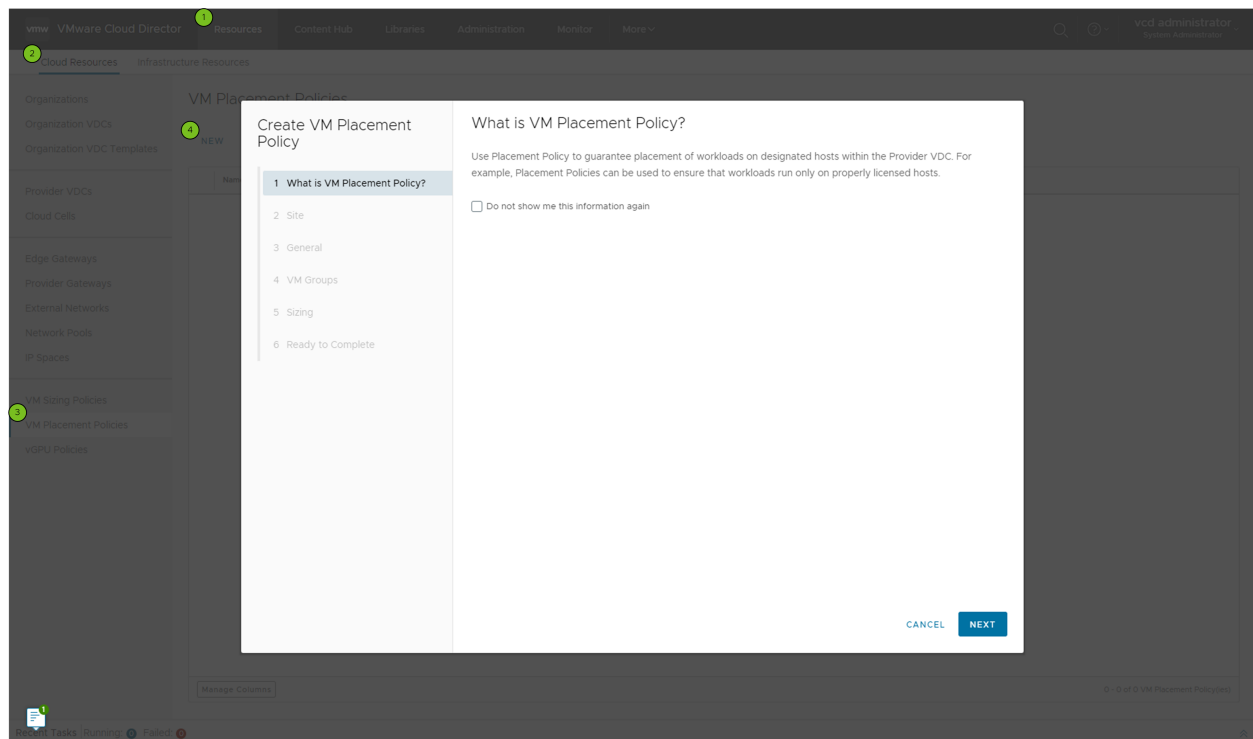 1
vmw VMware Cloud Director Resources Content Hub Libraries Administration Monitor More vcd administrator
System Administrator
2
Cloud Resources Infrastructure Resources
Organizations
Organization VDCs
Organization VDC Templates
Provider VDCs
Cloud Cells
Edge Gateways
Provider Gateways
External Networks
Network Pools
IP Spaces
VM Sizing Policies
3
VM Placement Policies
vGPU Policies
VM Placement Policies
4
NEW
Name
Create VM Placement
Policy
1 What is VM Placement Policy?
2 Site
3 General
4 VM Groups
5 Sizing
6 Ready to Complete
What is VM Placement Policy?
Use Placement Policy to guarantee placement of workloads on designated hosts within the Provider VDC. For
example, Placement Policies can be used to ensure that workloads run only on properly licensed hosts.
Do not show me this information again
CANCEL NEXT
Manage Columns
0 - 0 of 0 VM Placement Policy(ies)
1
Recent Tasks Running: 0 Failed: 0